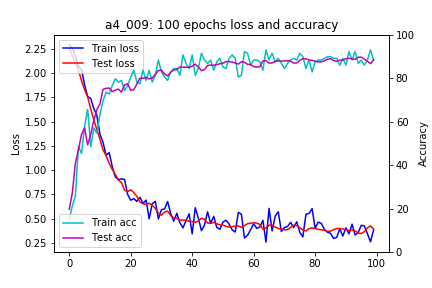 a4_009: 100 epochs loss and accuracy
Train loss
Test loss
2.25
2.00
1.75
1.50
1.25
1.00
0.75
0.50
0.25
Loss
100
80
60
40
20
0
Accuracy
Train acc
Test acc
0 20 40 60 80 100